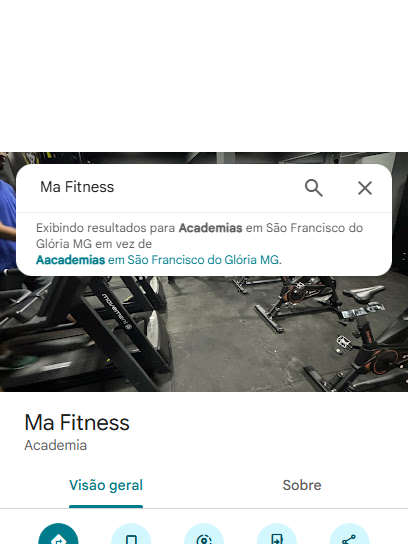 Ma Fitness
Exibindo resultados para Academias em São Francisco do
Glória MG em vez de
Aacademias em São Francisco do Glória MG.
movement
Ma Fitness
Academia
Visão geral
Sobre